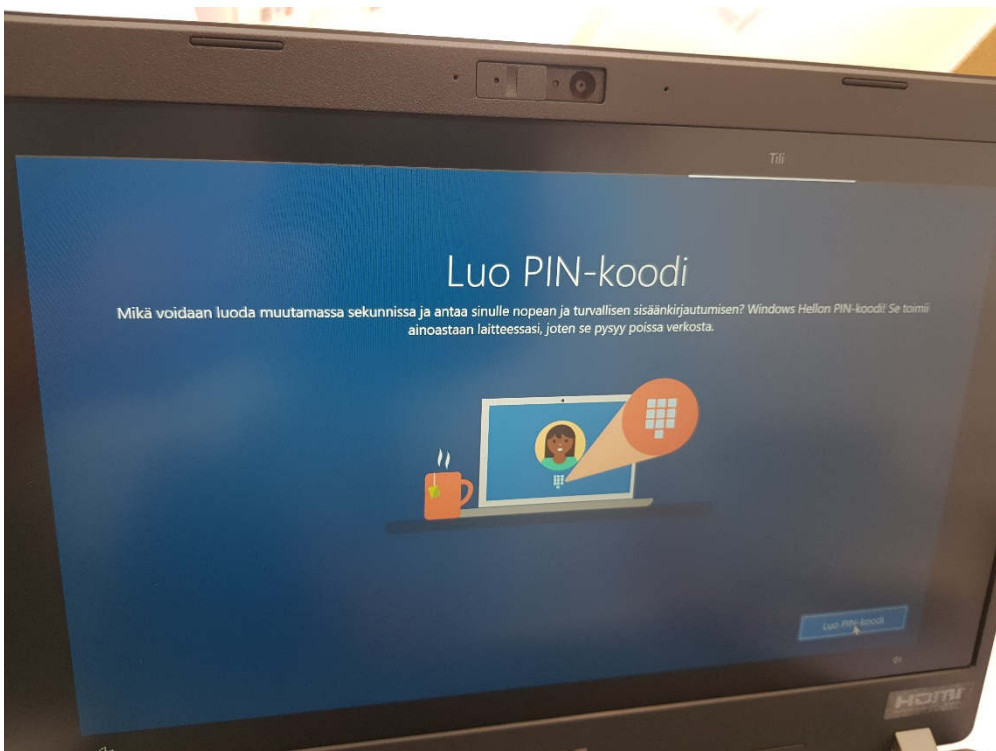 Tili
Luo PIN-koodi
Mikä voidaan luoda muutamassa sekunnissa ja antaa sinulle nopean ja turvallisen sisäänkirjautumisen? Windows Hellon PIN-koodi! Se toimii
ainoastaan laitteessasi, joten se pysyy poissa verkosta.
Luo PIN-koodi
HDMI